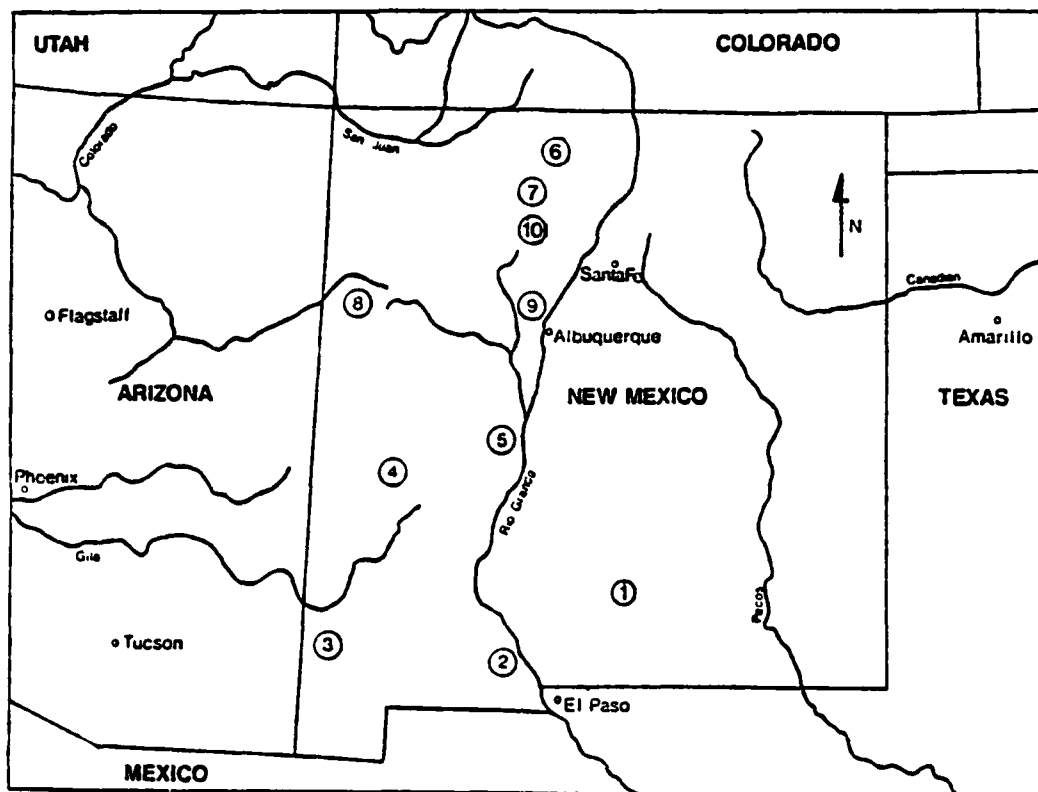 UTAH
COLORADO
Colorado
San Juan
6
7
10
N
Santa Fe
Canadian
8
9
Flagstaff
Albuquerque
Amarillo
ARIZONA
NEW MEXICO
TEXAS
5
4
Phoenix
Rio Grande
Gila
1
Pecos
Tucson
3
2
El Paso
MEXICO